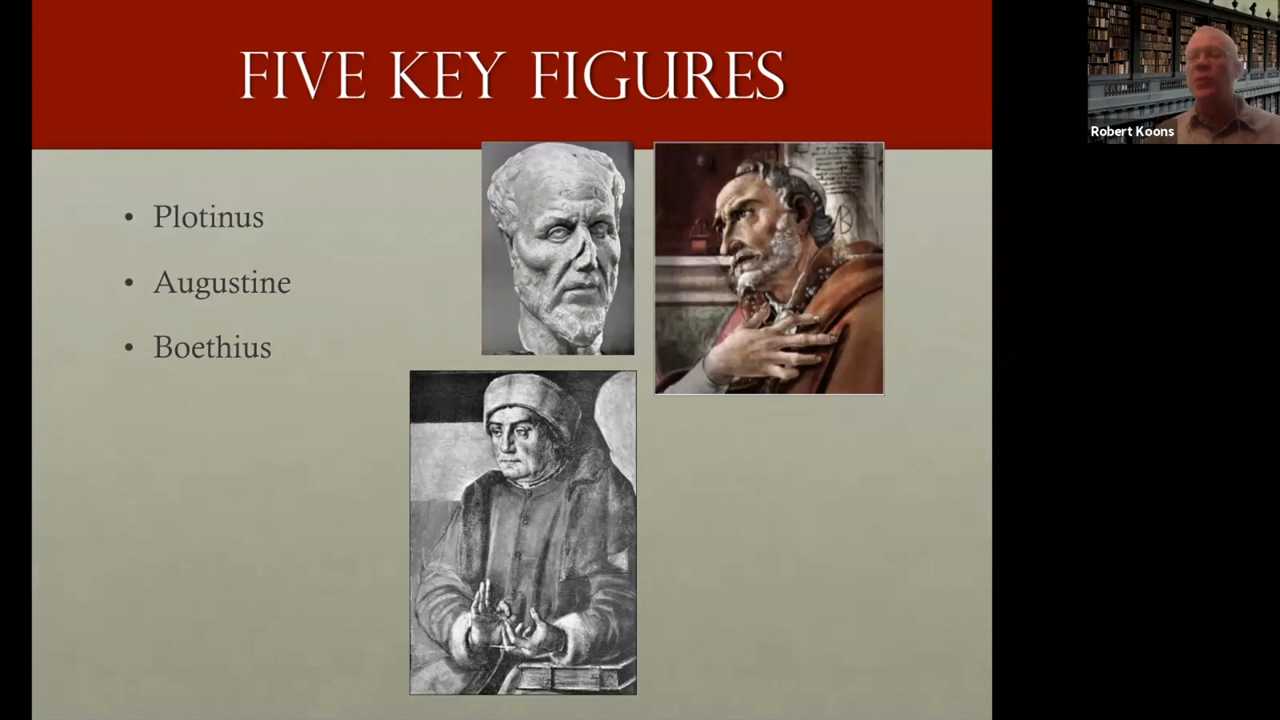 FIVE KEY FIGURES
• Plotinus
• Augustine
• Boethius
Robert Koons